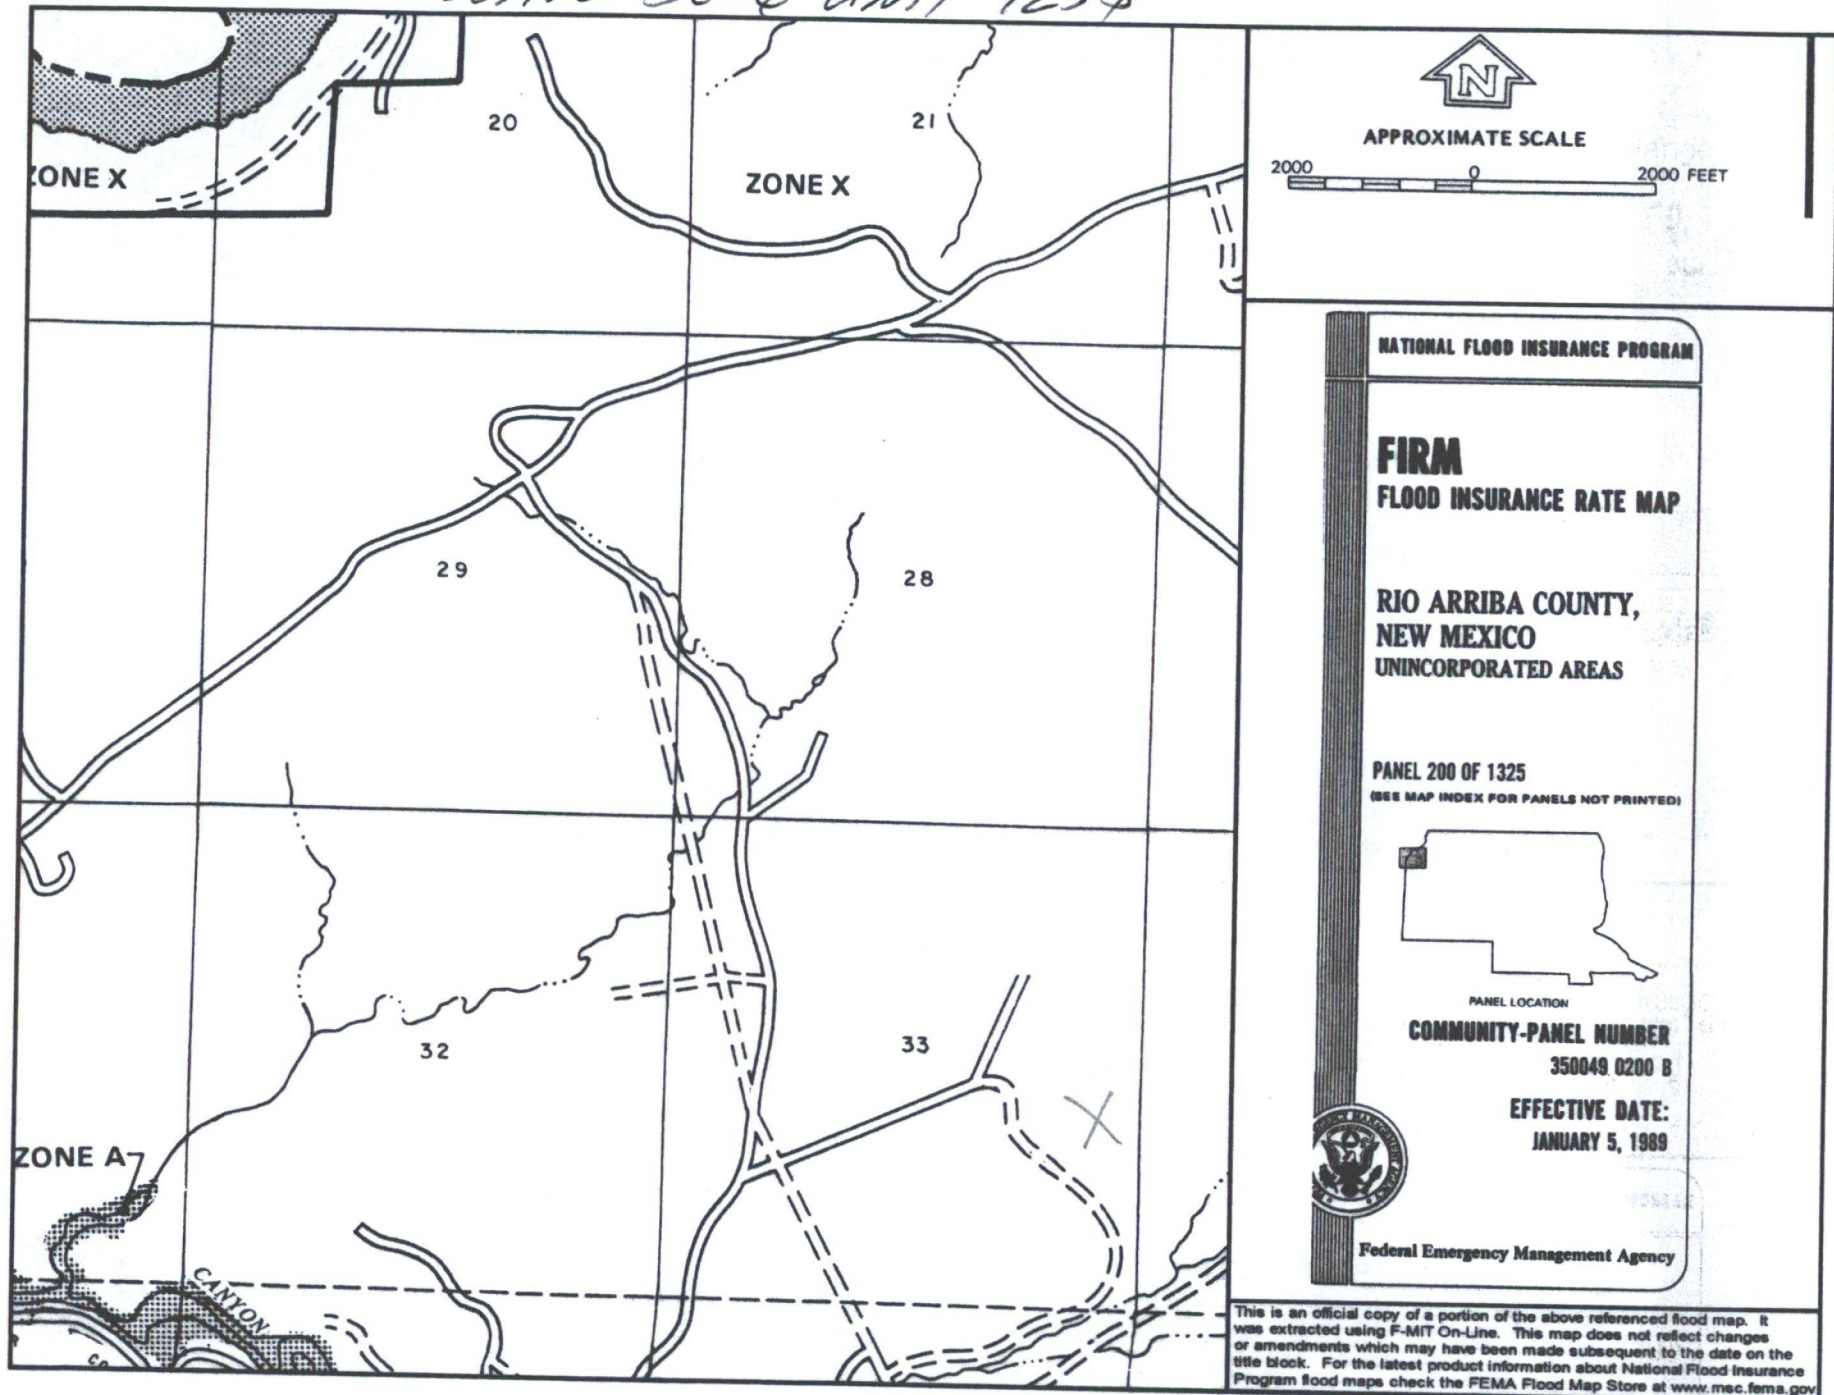 20
21
ZONE X
ZONE X
29
28
32
33
ZONE A
CANYON
X
N
APPROXIMATE SCALE
2000 0 2000 FEET
NATIONAL FLOOD INSURANCE PROGRAM
FIRM
FLOOD INSURANCE RATE MAP
RIO ARRIBA COUNTY,
NEW MEXICO
UNINCORPORATED AREAS
PANEL 200 OF 1325
(SEE MAP INDEX FOR PANELS NOT PRINTED)
PANEL LOCATION
COMMUNITY-PANEL NUMBER
350049 0200 B
EFFECTIVE DATE:
JANUARY 5, 1989
Federal Emergency Management Agency
This is an official copy of a portion of the above referenced flood map. It
was extracted using F-MIT On-Line. This map does not reflect changes
or amendments which may have been made subsequent to the date on the
title block. For the latest product information about National Flood Insurance
Program flood maps check the FEMA Flood Map Store at www.msc.fema.gov